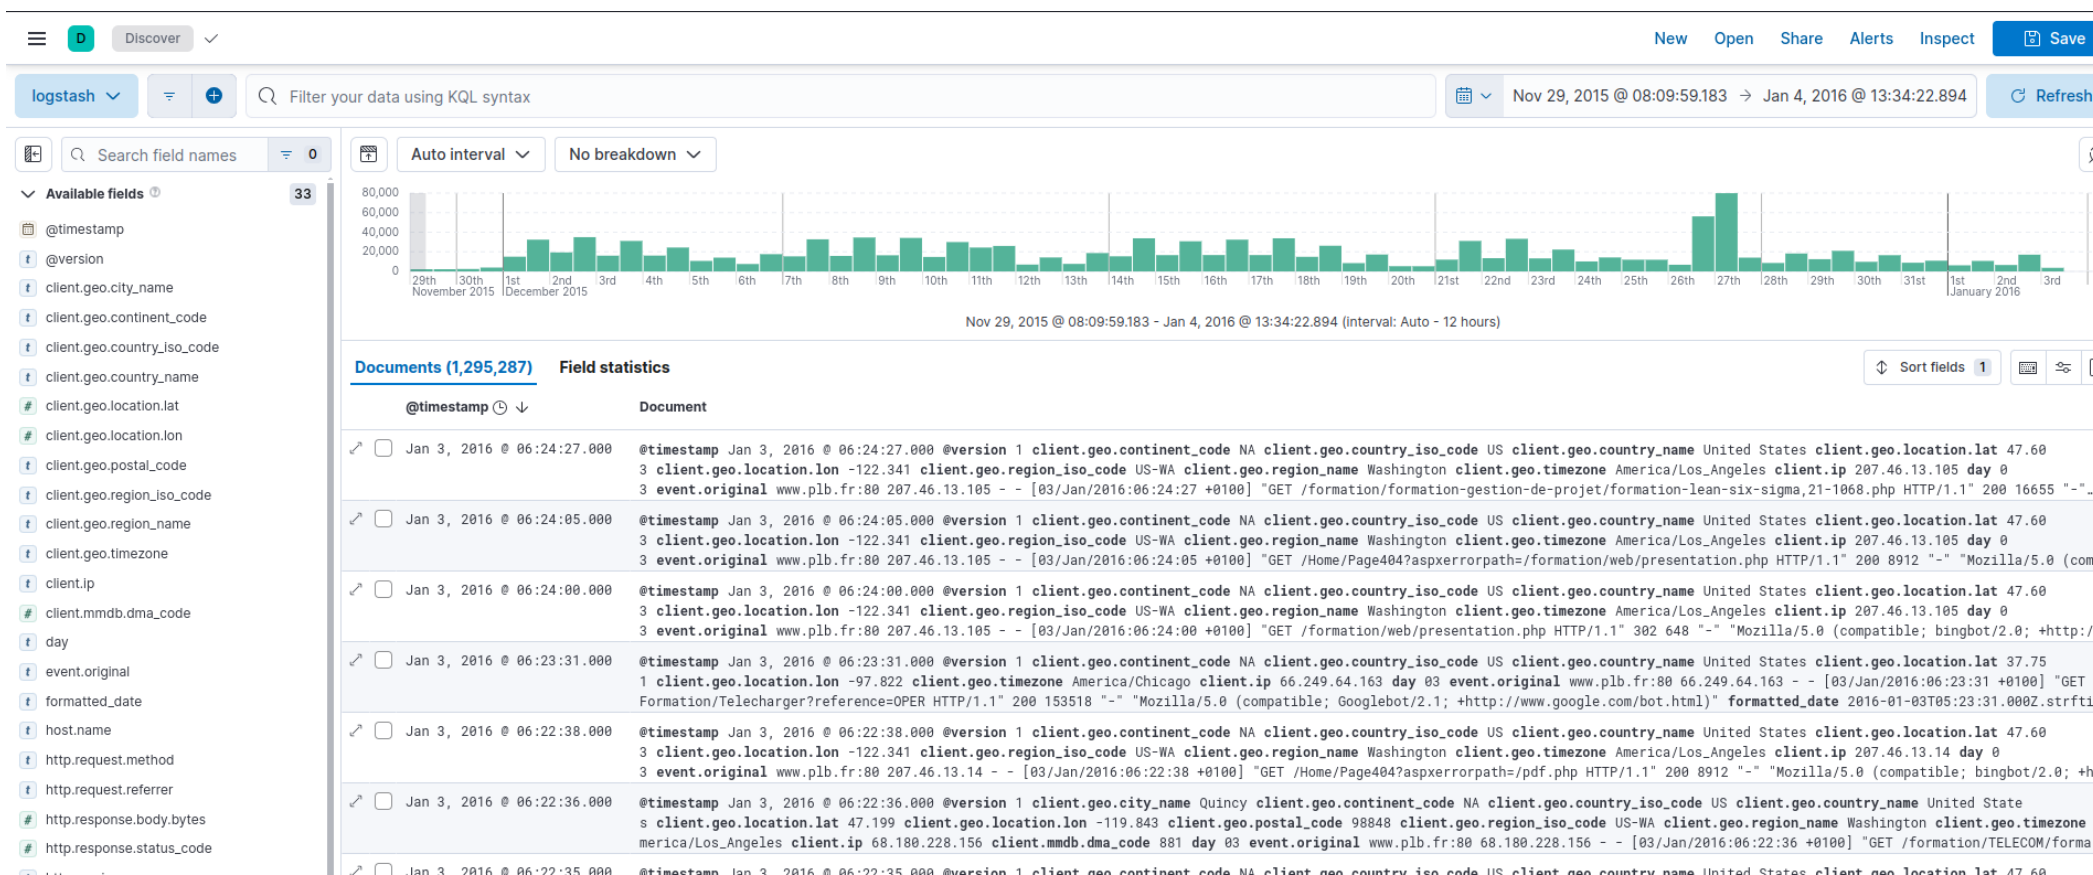 D Discover New Open Share Alerts Inspect Save
logstash Filter your data using KQL syntax Nov 29, 2015 @ 08:09:59.183 → Jan 4, 2016 @ 13:34:22.894 Refresh
Search field names 0
Available fields 33
@timestamp
t @version
t client.geo.city_name
t client.geo.continent_code
t client.geo.country_iso_code
t client.geo.country_name
# client.geo.location.lat
# client.geo.location.lon
t client.geo.postal_code
t client.geo.region_iso_code
t client.geo.region_name
t client.geo.timezone
t client.ip
# client.mmdb.dma_code
t day
t event.original
t formatted_date
t host.name
t http.request.method
t http.request.referrer
# http.response.body.bytes
# http.response.status_code
Auto interval No breakdown
80,000
60,000
40,000
20,000
0
29th 30th 1st 2nd 3rd 4th 5th 6th 7th 8th 9th 10th 11th 12th 13th 14th 15th 16th 17th 18th 19th 20th 21st 22nd 23rd 24th 25th 26th 27th 28th 29th 30th 31st 1st 2nd 3rd
November 2015 December 2015 January 2016
Nov 29, 2015 @ 08:09:59.183 - Jan 4, 2016 @ 13:34:22.894 (interval: Auto - 12 hours)
Documents (1,295,287) Field statistics Sort fields 1
@timestamp Document
Jan 3, 2016 @ 06:24:27.000 @timestamp Jan 3, 2016 @ 06:24:27.000 @version 1 client.geo.continent_code NA client.geo.country_iso_code US client.geo.country_name United States client.geo.location.lat 47.60
3 client.geo.location.lon -122.341 client.geo.region_iso_code US-WA client.geo.region_name Washington client.geo.timezone America/Los_Angeles client.ip 207.46.13.105 day 0
3 event.original www.plb.fr:80 207.46.13.105 - - [03/Jan/2016:06:24:27 +0100] "GET /formation/formation-gestion-de-projet/formation-lean-six-sigma,21-1068.php HTTP/1.1" 200 16655 "-"…
Jan 3, 2016 @ 06:24:05.000 @timestamp Jan 3, 2016 @ 06:24:05.000 @version 1 client.geo.continent_code NA client.geo.country_iso_code US client.geo.country_name United States client.geo.location.lat 47.60
3 client.geo.location.lon -122.341 client.geo.region_iso_code US-WA client.geo.region_name Washington client.geo.timezone America/Los_Angeles client.ip 207.46.13.105 day 0
3 event.original www.plb.fr:80 207.46.13.105 - - [03/Jan/2016:06:24:05 +0100] "GET /Home/Page404?aspxerrorpath=/formation/web/presentation.php HTTP/1.1" 200 8912 "-" "Mozilla/5.0 (com
Jan 3, 2016 @ 06:24:00.000 @timestamp Jan 3, 2016 @ 06:24:00.000 @version 1 client.geo.continent_code NA client.geo.country_iso_code US client.geo.country_name United States client.geo.location.lat 47.60
3 client.geo.location.lon -122.341 client.geo.region_iso_code US-WA client.geo.region_name Washington client.geo.timezone America/Los_Angeles client.ip 207.46.13.105 day 0
3 event.original www.plb.fr:80 207.46.13.105 - - [03/Jan/2016:06:24:00 +0100] "GET /formation/web/presentation.php HTTP/1.1" 302 648 "-" "Mozilla/5.0 (compatible; bingbot/2.0; +http:/
Jan 3, 2016 @ 06:23:31.000 @timestamp Jan 3, 2016 @ 06:23:31.000 @version 1 client.geo.continent_code NA client.geo.country_iso_code US client.geo.country_name United States client.geo.location.lat 37.75
1 client.geo.location.lon -97.822 client.geo.timezone America/Chicago client.ip 66.249.64.163 day 03 event.original www.plb.fr:80 66.249.64.163 - - [03/Jan/2016:06:23:31 +0100] "GET
Formation/Telecharger?reference=OPER HTTP/1.1" 200 153518 "-" "Mozilla/5.0 (compatible; Googlebot/2.1; +http://www.google.com/bot.html)" formatted_date 2016-01-03T05:23:31.000Z.strfti
Jan 3, 2016 @ 06:22:38.000 @timestamp Jan 3, 2016 @ 06:22:38.000 @version 1 client.geo.continent_code NA client.geo.country_iso_code US client.geo.country_name United States client.geo.location.lat 47.60
3 client.geo.location.lon -122.341 client.geo.region_iso_code US-WA client.geo.region_name Washington client.geo.timezone America/Los_Angeles client.ip 207.46.13.14 day 0
3 event.original www.plb.fr:80 207.46.13.14 - - [03/Jan/2016:06:22:38 +0100] "GET /Home/Page404?aspxerrorpath=/pdf.php HTTP/1.1" 200 8912 "-" "Mozilla/5.0 (compatible; bingbot/2.0; +h
Jan 3, 2016 @ 06:22:36.000 @timestamp Jan 3, 2016 @ 06:22:36.000 @version 1 client.geo.city_name Quincy client.geo.continent_code NA client.geo.country_iso_code US client.geo.country_name United State
s client.geo.location.lat 47.199 client.geo.location.lon -119.843 client.geo.postal_code 98848 client.geo.region_iso_code US-WA client.geo.region_name Washington client.geo.timezone
merica/Los_Angeles client.ip 68.180.228.156 client.mmdb.dma_code 881 day 03 event.original www.plb.fr:80 68.180.228.156 - - [03/Jan/2016:06:22:36 +0100] "GET /formation/TELECOM/forma
Jan 3, 2016 @ 06:22:35.000 @timestamp Jan 3, 2016 @ 06:22:35.000 @version 1 client.geo.continent_code NA client.geo.country_iso_code US client.geo.country_name United States client.geo.location.lat 47.60